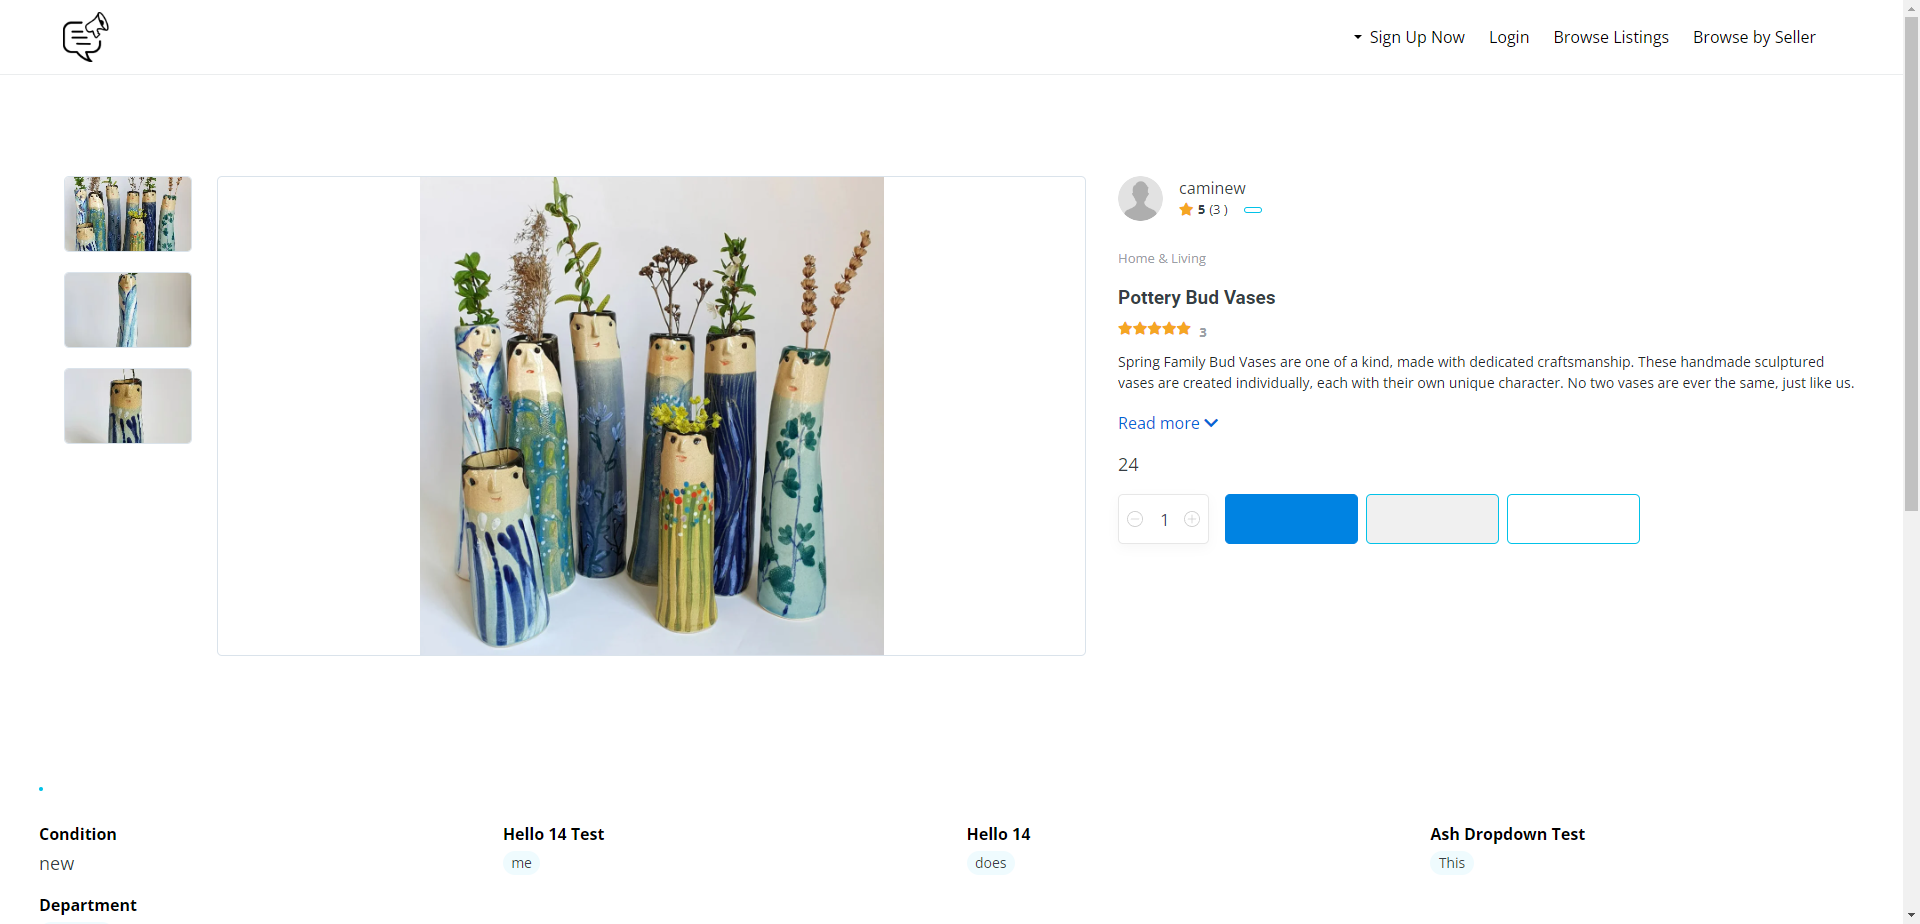 Sign Up Now
Login
Browse Listings
Browse by Seller
caminew
5 (3 )
Home & Living
Pottery Bud Vases
3
Spring Family Bud Vases are one of a kind, made with dedicated craftsmanship. These handmade sculptured
vases are created individually, each with their own unique character. No two vases are ever the same, just like us.
Read more
24
1
Condition
new
Hello 14 Test
me
Hello 14
does
Ash Dropdown Test
This
Department